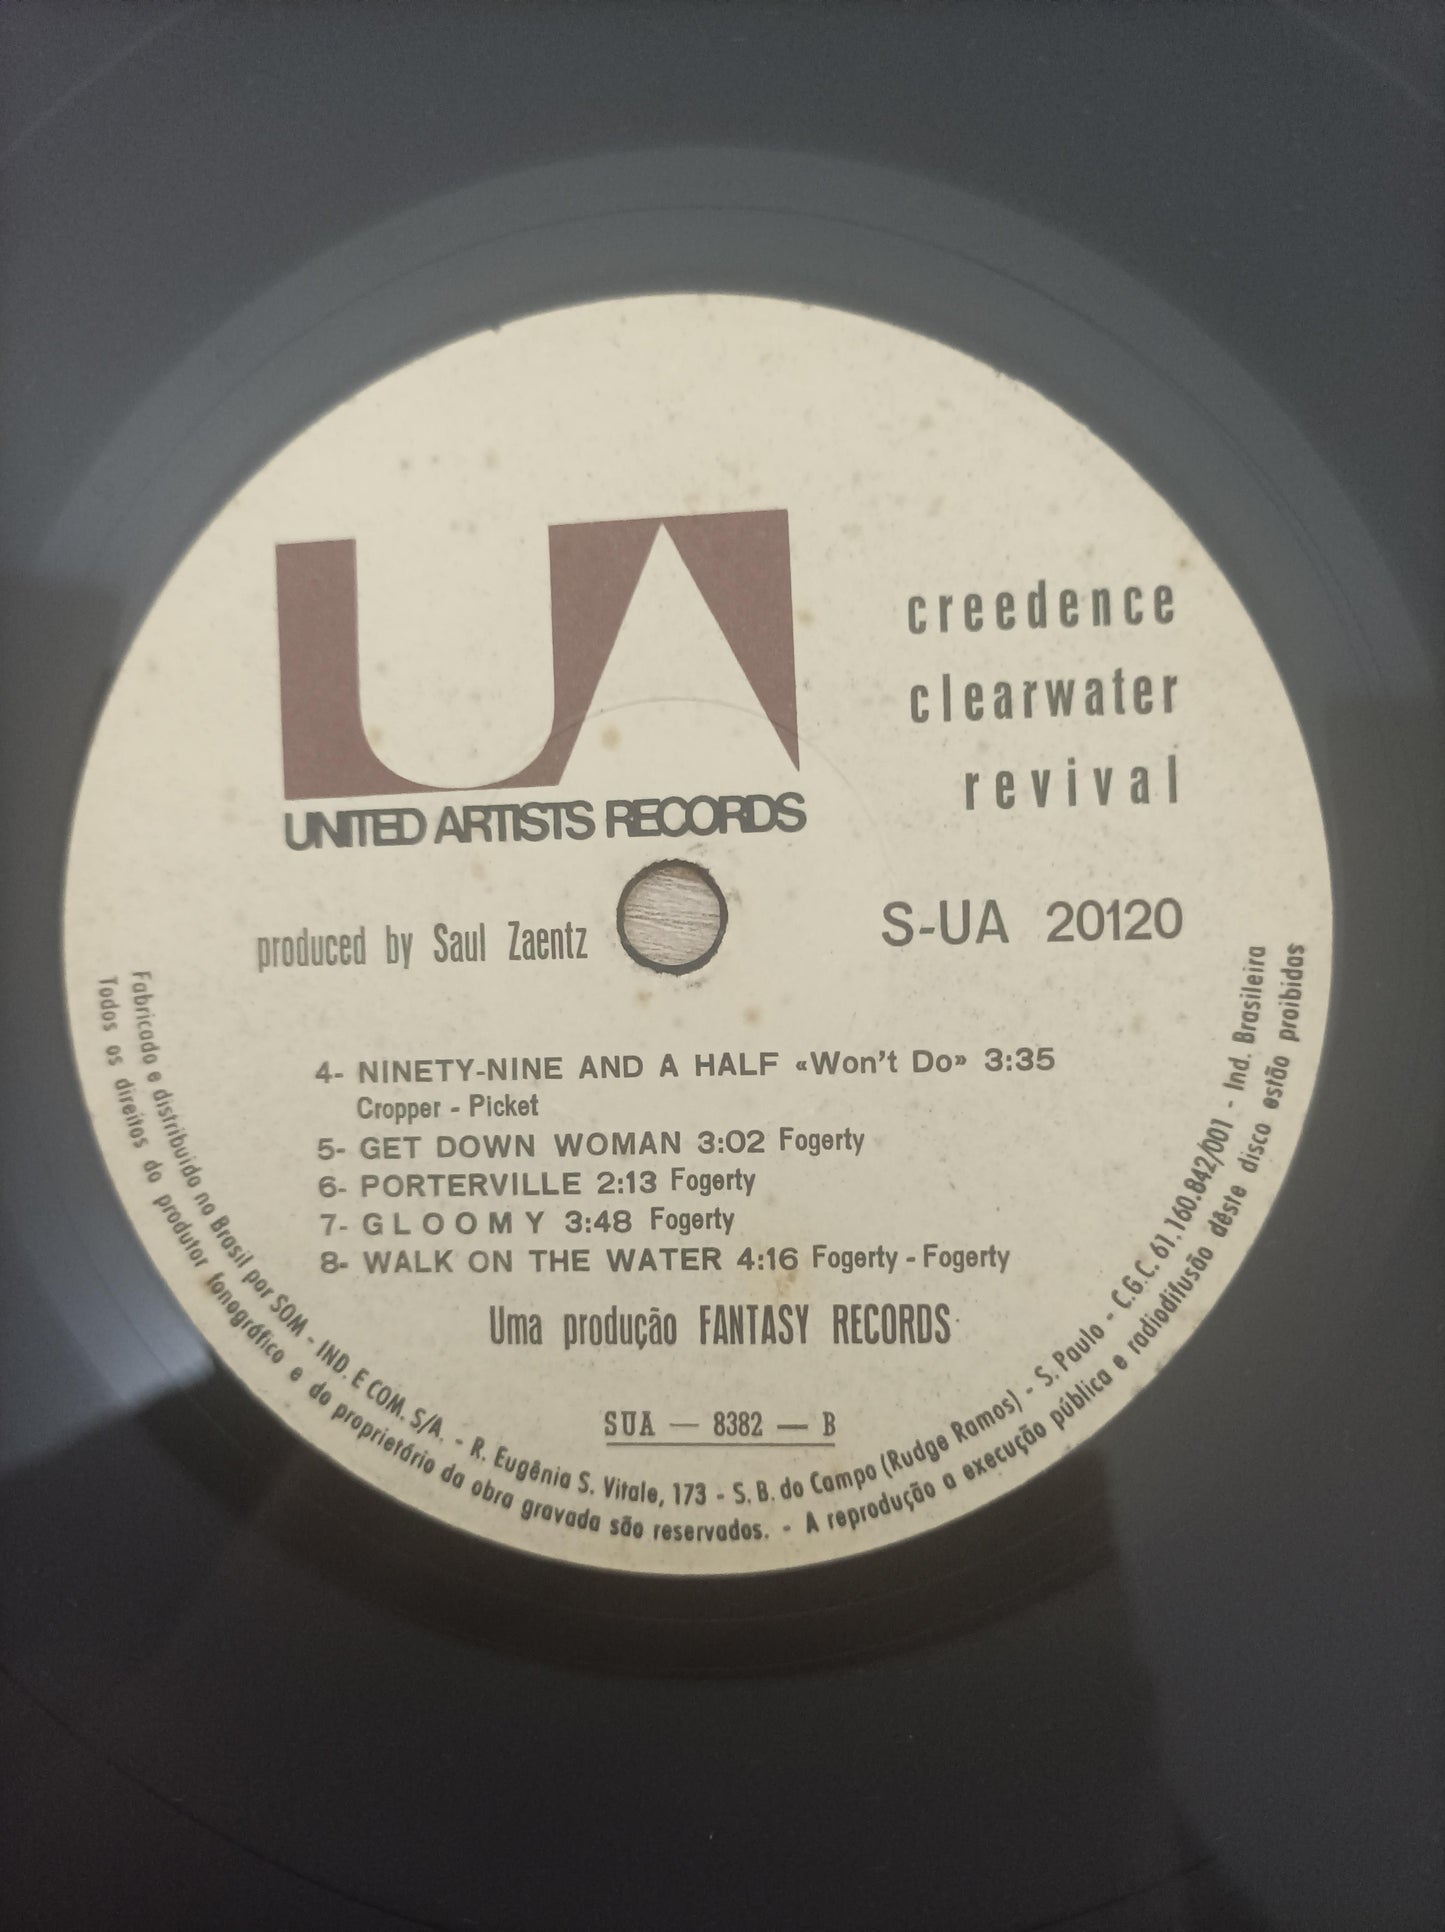 UA
UNITED ARTISTS RECORDS
creedence
clearwater
revival
produced by Saul Zaentz
S-UA 20120
4- NINETY-NINE AND A HALF «Won't Do» 3:35
Cropper - Picket
5- GET DOWN WOMAN 3:02 Fogerty
6- PORTERVILLE 2:13 Fogerty
7- GLOOMY 3:48 Fogerty
8- WALK ON THE WATER 4:16 Fogerty - Fogerty
Uma produção FANTASY RECORDS
SUA — 8382 — B
Fabricado e distribuido no Brasil por SOM - IND. E COM. S/A. - R. Eugênia S. Vitale, 173 - S. B. do Campo (Rudge Ramos) - S. Paulo - C.G.C. 61.160.842/001 - Ind. Brasileira
Todos os direitos do produtor fonográfico e do proprietário da obra gravada são reservados. - A reprodução a execução pública e radiodifusão dêste disco estão proibidas